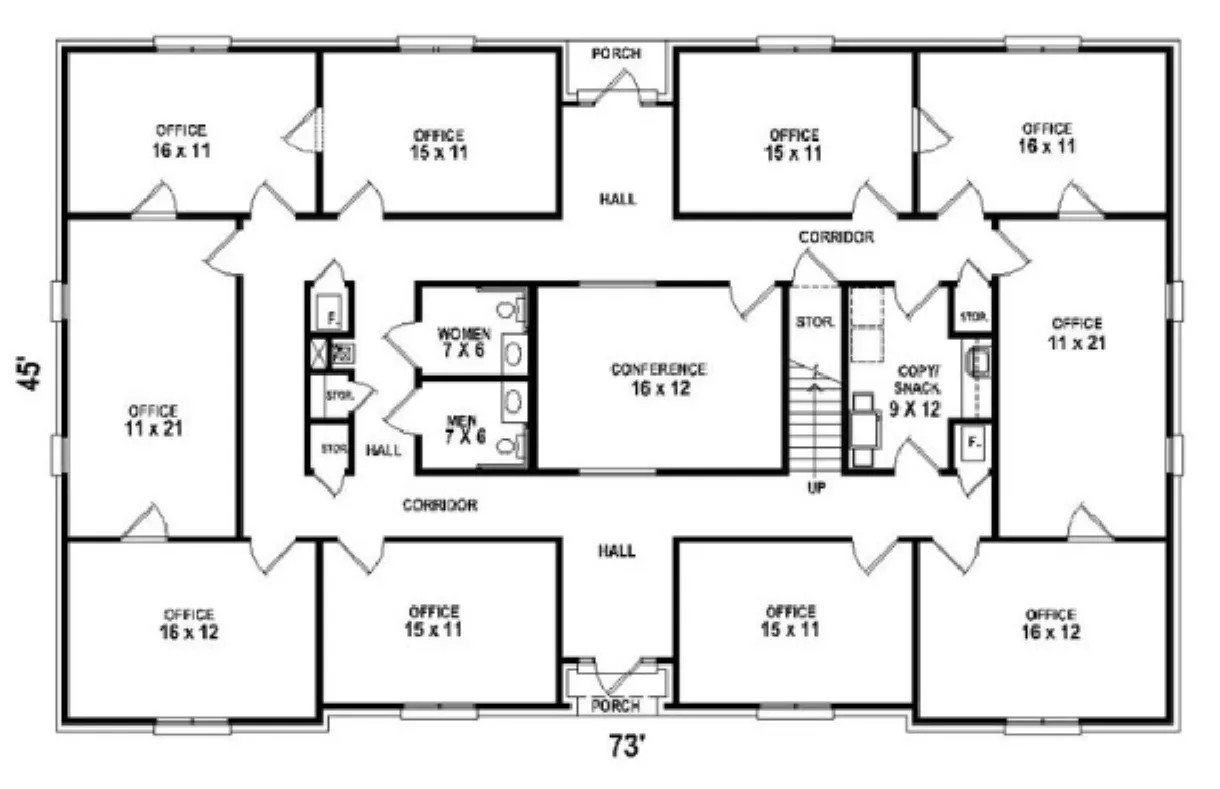 PORCH
OFFICE
16 x 11
OFFICE
15 x 11
OFFICE
15 x 11
OFFICE
16 x 11
HALL
CORRIDOR
F.
WOMEN
7 X 6
STOR.
STOR.
OFFICE
11 x 21
45'
CONFERENCE
16 x 12
COPY/
SNACK
9 X 12
OFFICE
11 x 21
STOR.
MEN
7 X 6
STOR.
HALL
F.
CORRIDOR
UP
HALL
OFFICE
16 x 12
OFFICE
15 x 11
OFFICE
15 x 11
OFFICE
16 x 12
PORCH
73'